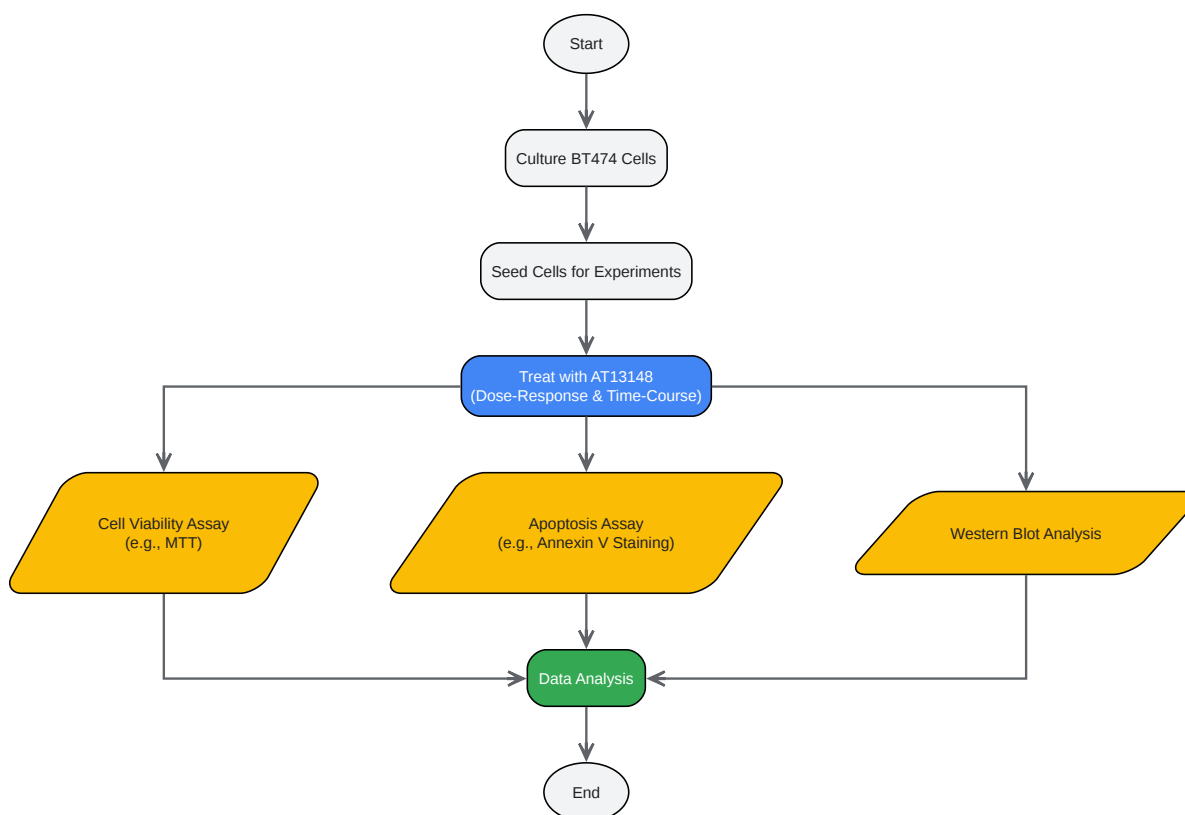 Start
Culture BT474 Cells
Seed Cells for Experiments
Treat with AT13148
(Dose-Response & Time-Course)
Cell Viability Assay
(e.g., MTT)
Apoptosis Assay
(e.g., Annexin V Staining)
Western Blot Analysis
Data Analysis
End